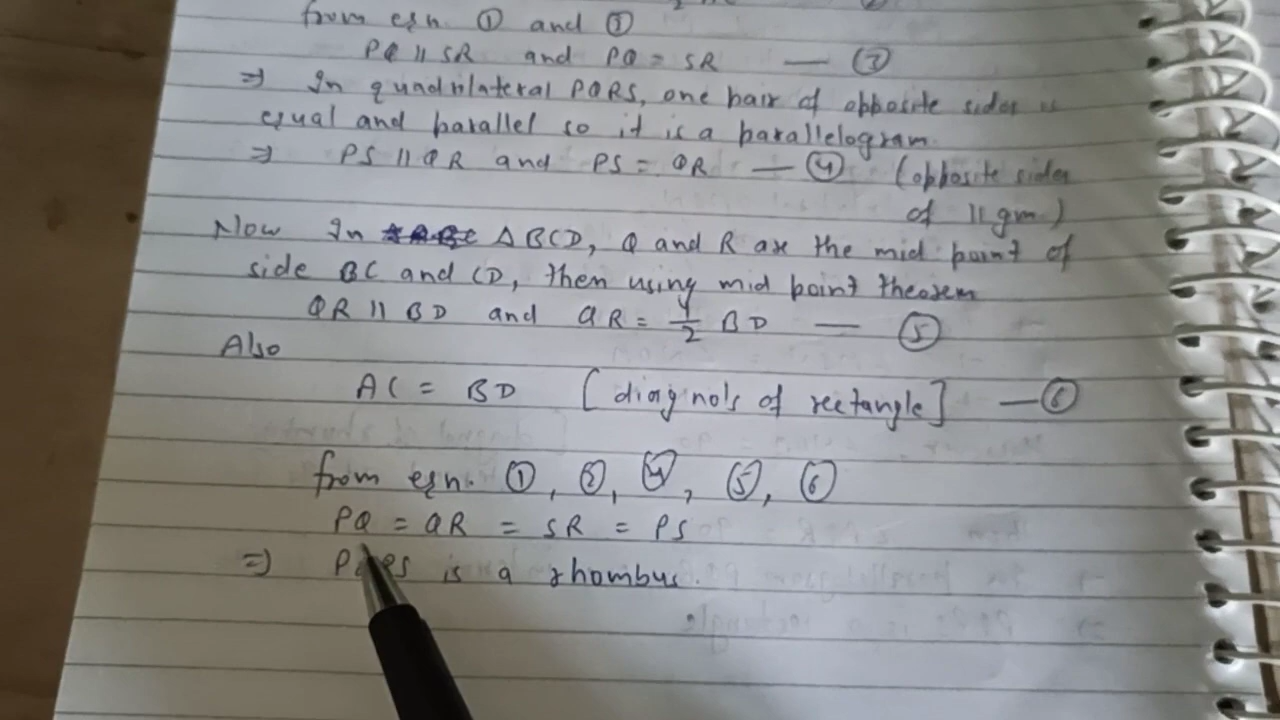 from eqn. ① and ②
PQ || SR and PQ = SR — ③
⇒ In quadrilateral PQRS, one pair of opposite sides is
equal and parallel so it is a parallelogram.
⇒ PS || QR and PS = QR — ④ (opposite sides
of ||gm)
Now In Δ BCD, Q and R are the mid point of
side BC and CD, then using mid point theorem
QR || BD and QR = 1/2 BD — ⑤
Also
AC = BD [diagnols of rectangle] — ⑥
from eqn. ①, ②, ④, ⑤, ⑥
PQ = QR = SR = PS
⇒ PQRS is a rhombus.